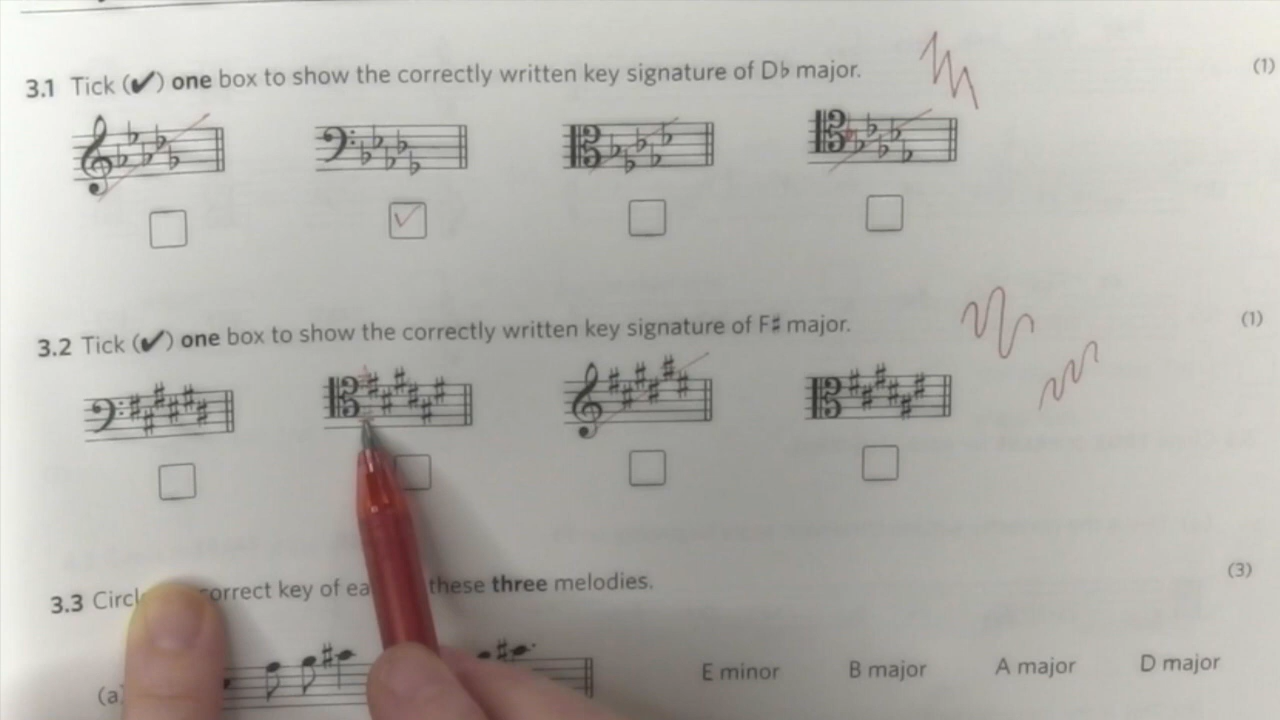 3.1 Tick (✔) one box to show the correctly written key signature of D♭ major. (1)
3.2 Tick (✔) one box to show the correctly written key signature of F♯ major. (1)
3.3 Circl orrect key of ea these three melodies. (3)
(a E minor B major A major D major